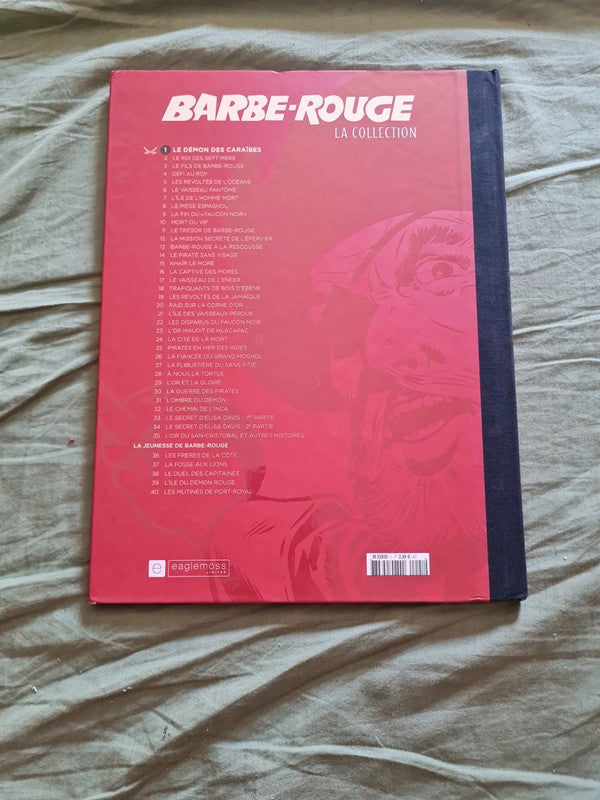 BARBE-ROUGE
LA COLLECTION
1 LE DÉMON DES CARAÏBES
2 LE ROI DES SEPT MERS
3 LE FILS DE BARBE-ROUGE
4 DÉFI AU ROY
5 LES RÉVOLTÉS DE L'OCÉANE
6 LE VAISSEAU FANTÔME
7 L'ÎLE DE L'HOMME MORT
8 LE PIÈGE ESPAGNOL
9 LA FIN DU «FAUCON NOIR»
10 MORT OU VIF
11 LE TRÉSOR DE BARBE-ROUGE
12 LA MISSION SECRÈTE DE L'ÉPERVIER
13 BARBE-ROUGE À LA RESCOUSSE
14 LE PIRATE SANS VISAGE
15 KHAÏR LE MORE
16 LA CAPTIVE DES MORES
17 LE VAISSEAU DE L'ENFER
18 TRAFIQUANTS DE BOIS D'ÉBÈNE
19 LES RÉVOLTÉS DE LA JAMAÏQUE
20 RAID SUR LA CORNE D'OR
21 L'ÎLE DES VAISSEAUX PERDUS
22 LES DISPARUS DU FAUCON NOIR
23 L'OR MAUDIT DE HUACAPAC
24 LA CITÉ DE LA MORT
25 PIRATES EN MER DES INDES
26 LA FIANCÉE DU GRAND MOGHOL
27 LA FLIBUSTIÈRE DU SANS PITIÉ
28 À NOUS LA TORTUE
29 L'OR ET LA GLOIRE
30 LA GUERRE DES PIRATES
31 L'OMBRE DU DÉMON
32 LE CHEMIN DE L'INCA
33 LE SECRET D'ELISA DAVIS - 1RE PARTIE
34 LE SECRET D'ELISA DAVIS - 2E PARTIE
35 L'OR DU SAN-CRISTOBAL ET AUTRES HISTOIRES
LA JEUNESSE DE BARBE-ROUGE
36 LES FRÈRES DE LA CÔTE
37 LA FOSSE AUX LIONS
38 LE DUEL DES CAPITAINES
39 L'ÎLE DU DÉMON ROUGE
40 LES MUTINÉS DE PORT-ROYAL
e eaglemoss
LIMITED
2,99 €